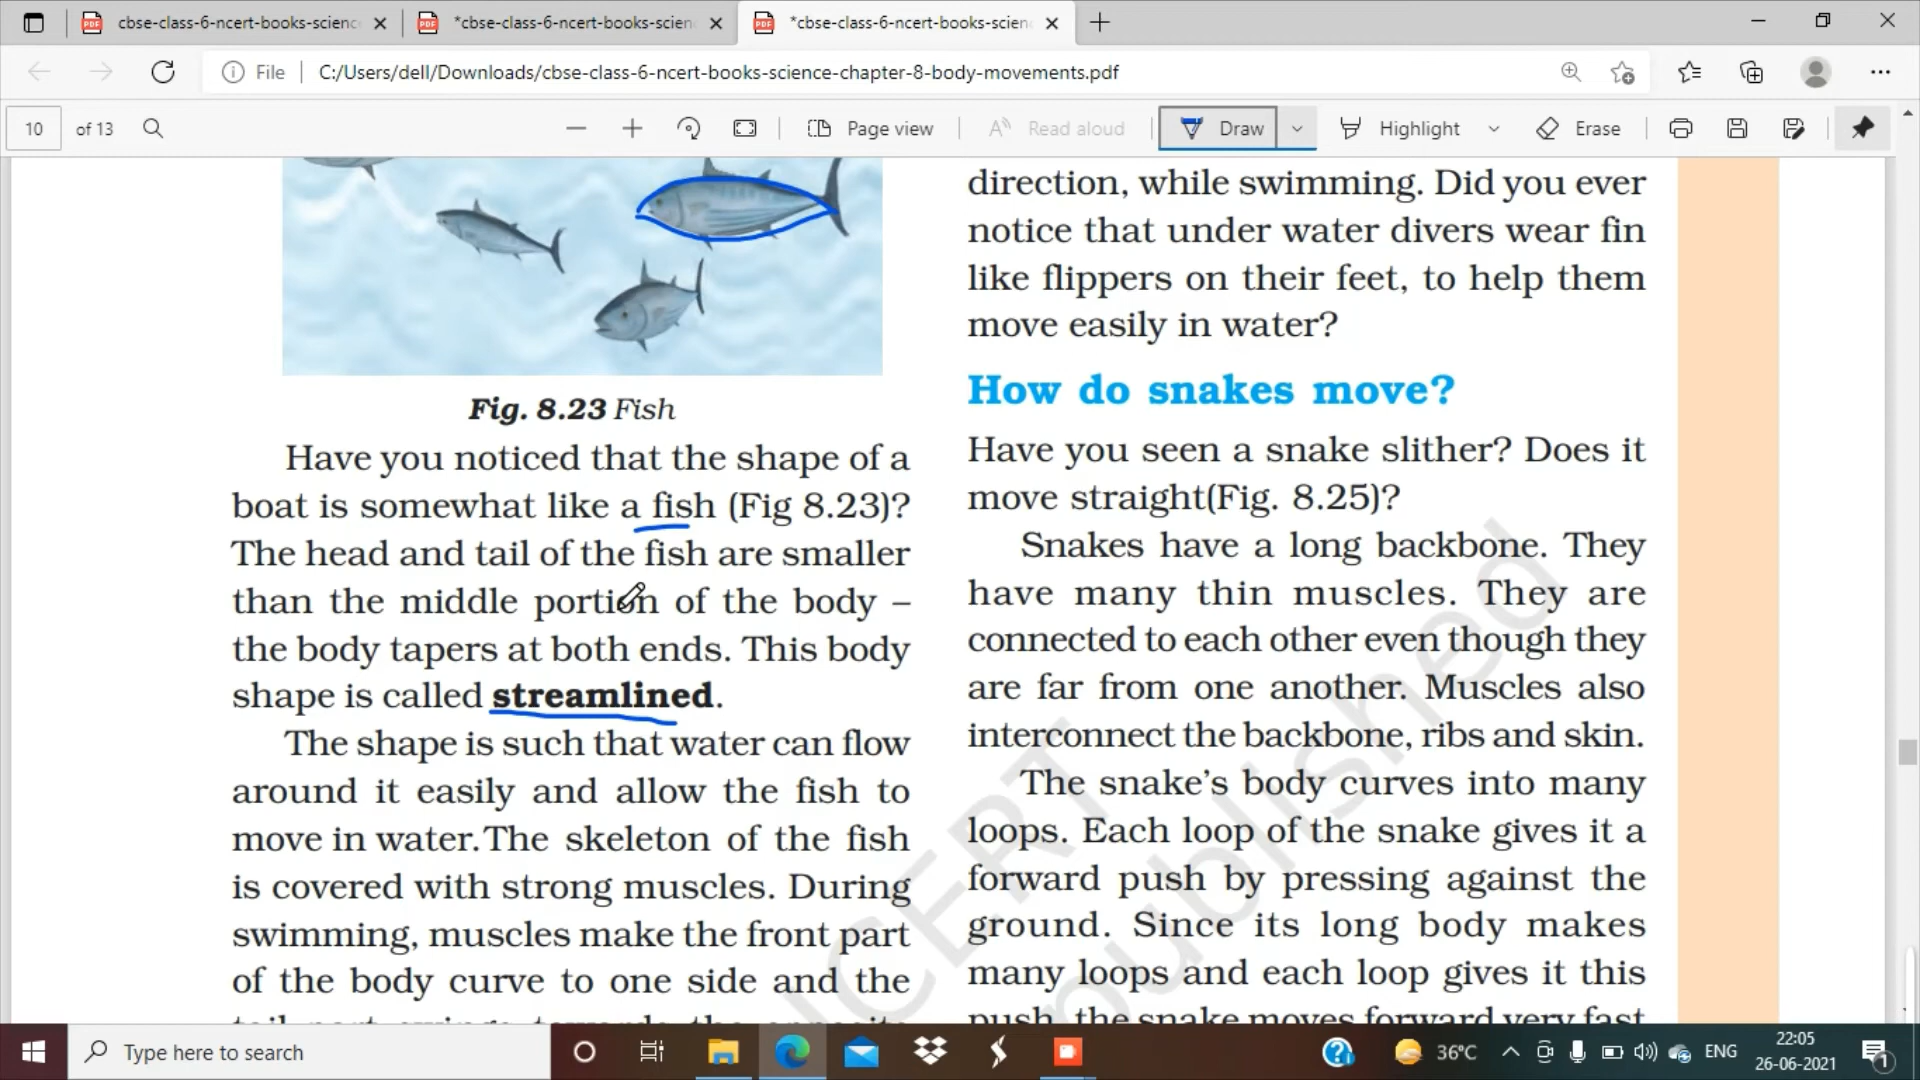 cbse-class-6-ncert-books-science
*cbse-class-6-ncert-books-scien
*cbse-class-6-ncert-books-scien
File
C:/Users/dell/Downloads/cbse-class-6-ncert-books-science-chapter-8-body-movements.pdf
10 of 13
Page view
Read aloud
Draw
Highlight
Erase
Fig. 8.23 Fish
Have you noticed that the shape of a
boat is somewhat like a fish (Fig 8.23)?
The head and tail of the fish are smaller
than the middle portion of the body –
the body tapers at both ends. This body
shape is called streamlined.
The shape is such that water can flow
around it easily and allow the fish to
move in water.The skeleton of the fish
is covered with strong muscles. During
swimming, muscles make the front part
of the body curve to one side and the
direction, while swimming. Did you ever
notice that under water divers wear fin
like flippers on their feet, to help them
move easily in water?
How do snakes move?
Have you seen a snake slither? Does it
move straight(Fig. 8.25)?
Snakes have a long backbone. They
have many thin muscles. They are
connected to each other even though they
are far from one another. Muscles also
interconnect the backbone, ribs and skin.
The snake's body curves into many
loops. Each loop of the snake gives it a
forward push by pressing against the
ground. Since its long body makes
many loops and each loop gives it this
push, the snake moves forward very fast
NCERT
published
Type here to search
36°C
ENG
22:05
26-06-2021
1